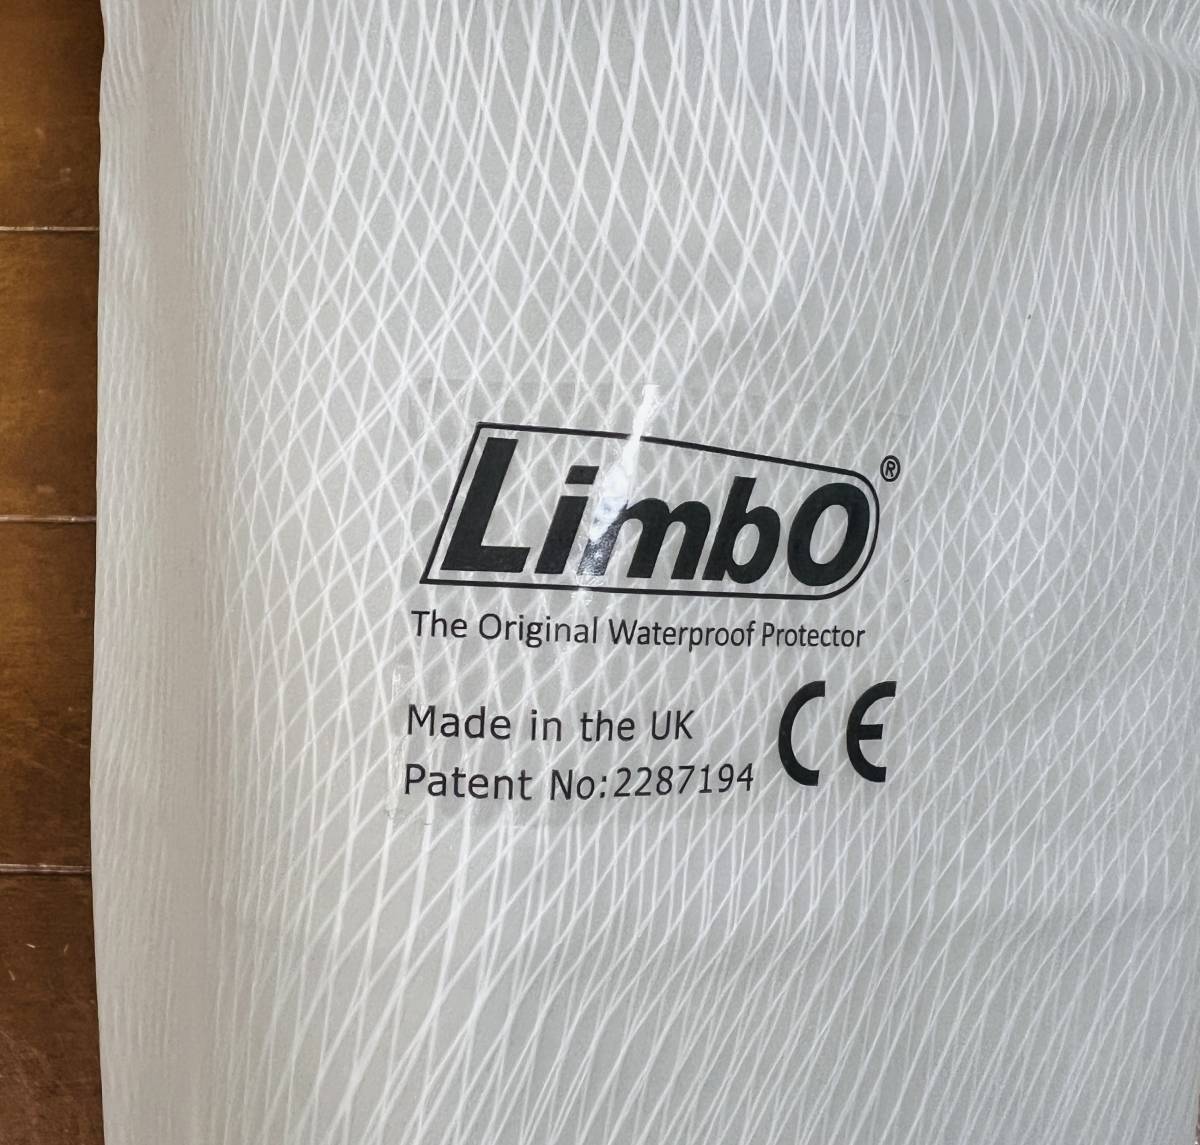 LimbO®
The Original Waterproof Protector
Made in the UK
Patent No:2287194
CE